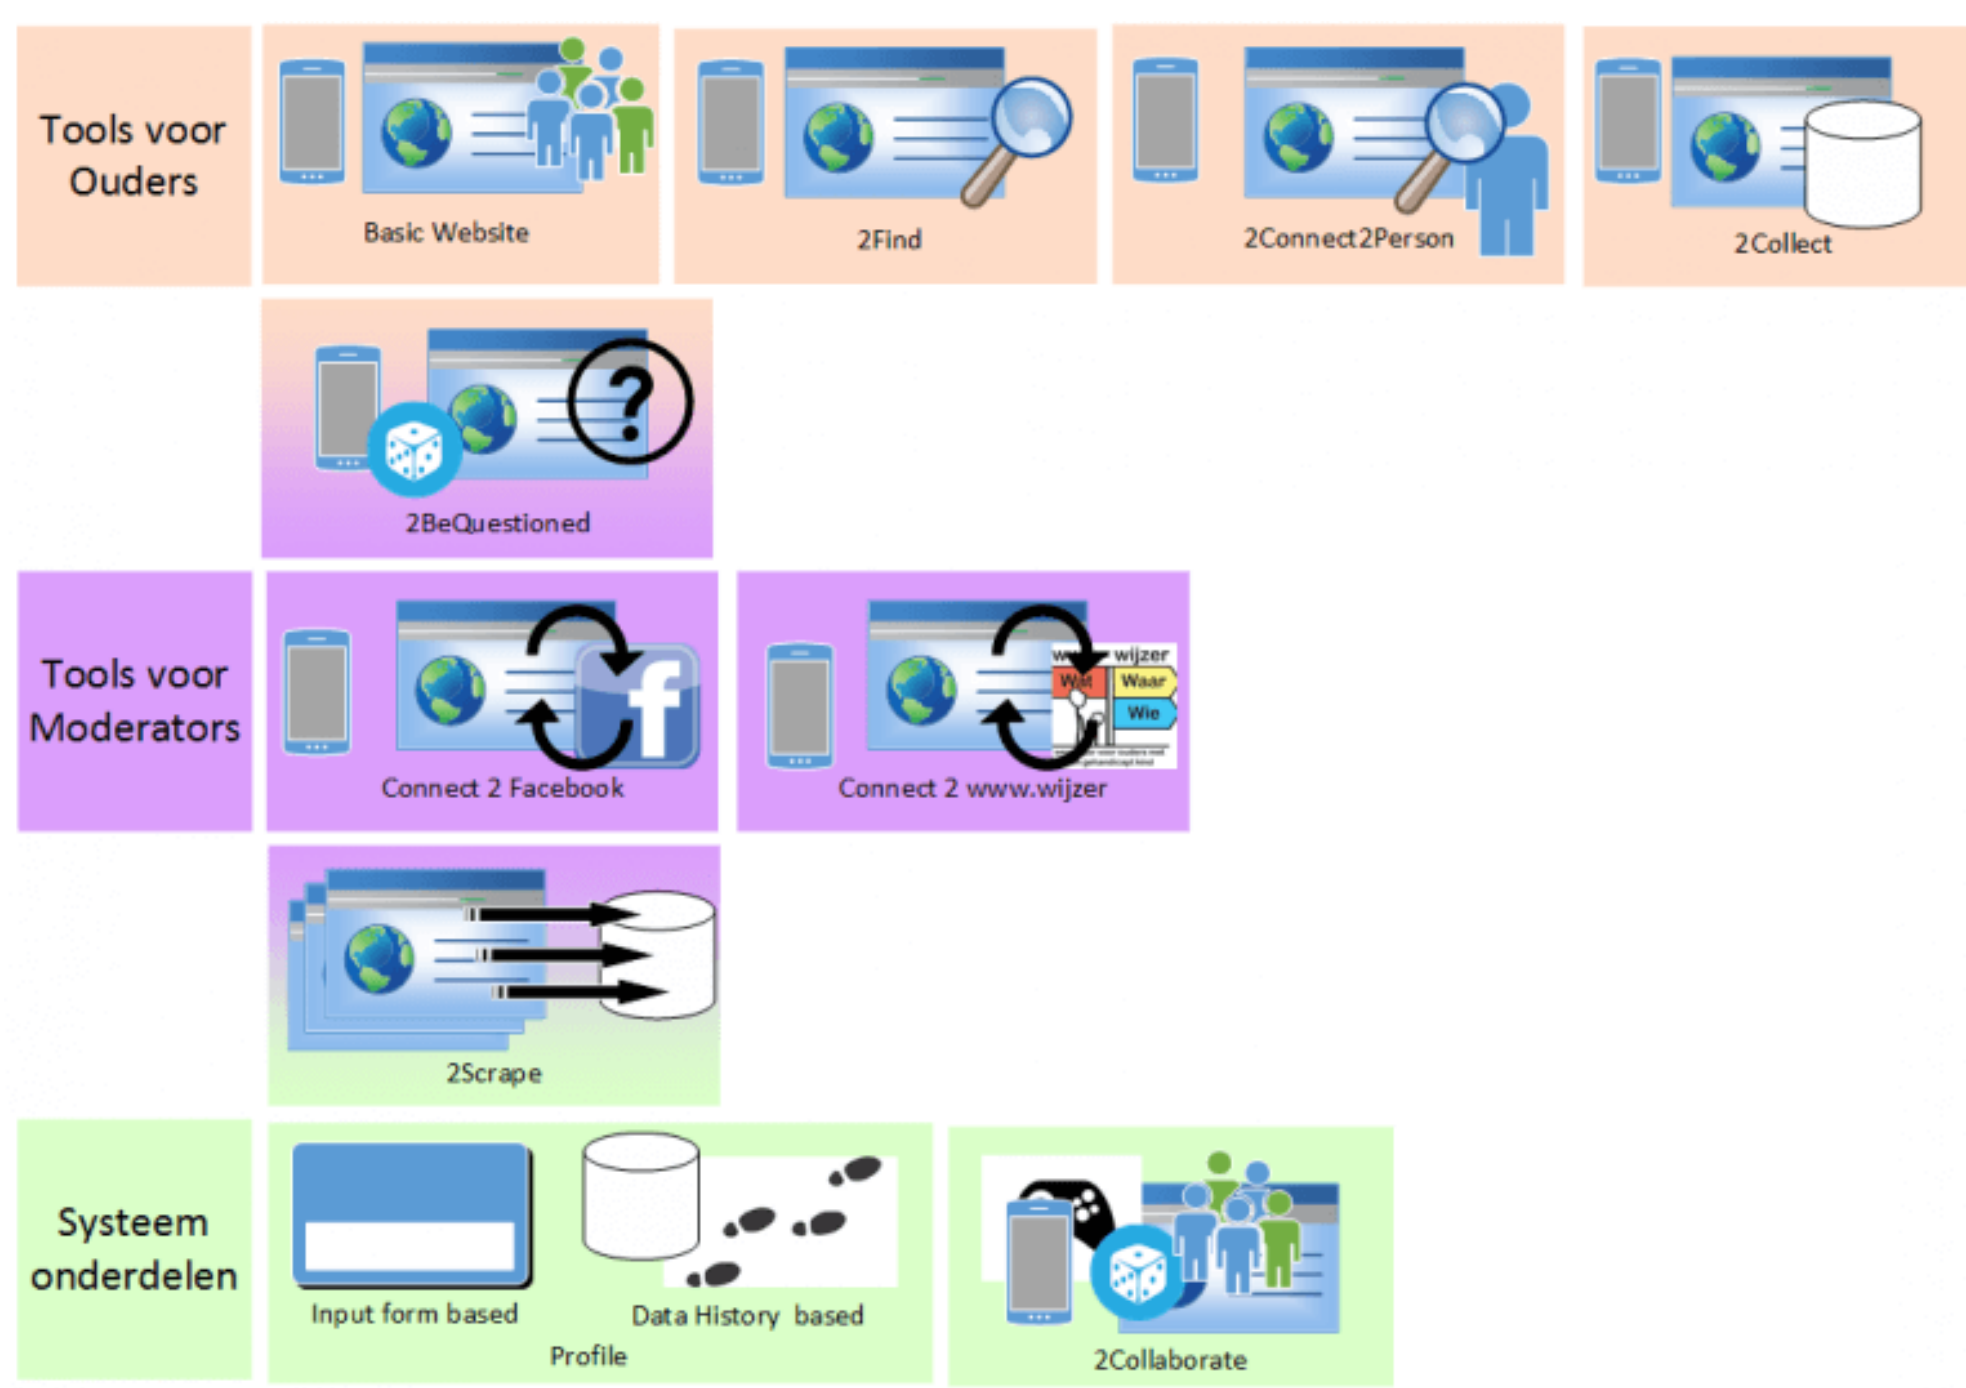 Tools voor
Ouders
Basic Website
2Find
2Connect2Person
2Collect
2BeQuestioned
Tools voor
Moderators
Connect 2 Facebook
f
wijzer
Wat
Waar
Wie
Connect 2 www.wijzer
2Scrape
Systeem
onderdelen
Input form based
Data History based
Profile
2Collaborate